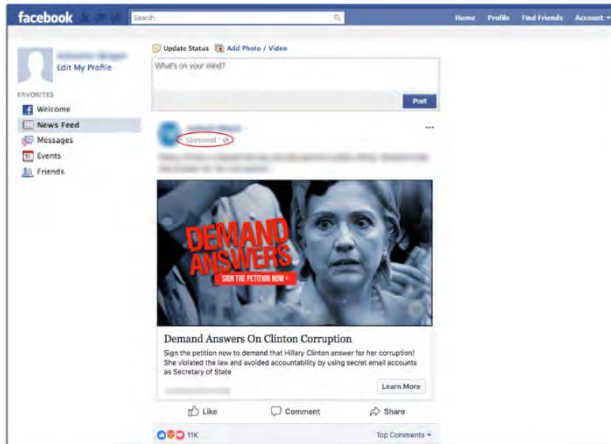 facebook
Search
Home Profile Find Friends Account
Update Status Add Photo / Video
Edit My Profile
What's on your mind?
Post
FAVORITES
Welcome
News Feed
Messages
Events
Friends
Sponsored ·
DEMAND
ANSWERS
SIGN THE PETITION NOW
Demand Answers On Clinton Corruption
Sign the petition now to demand that Hillary Clinton answer for her corruption!
She violated the law and avoided accountability by using secret email accounts
as Secretary of State
Learn More
Like Comment Share
11K Top Comments